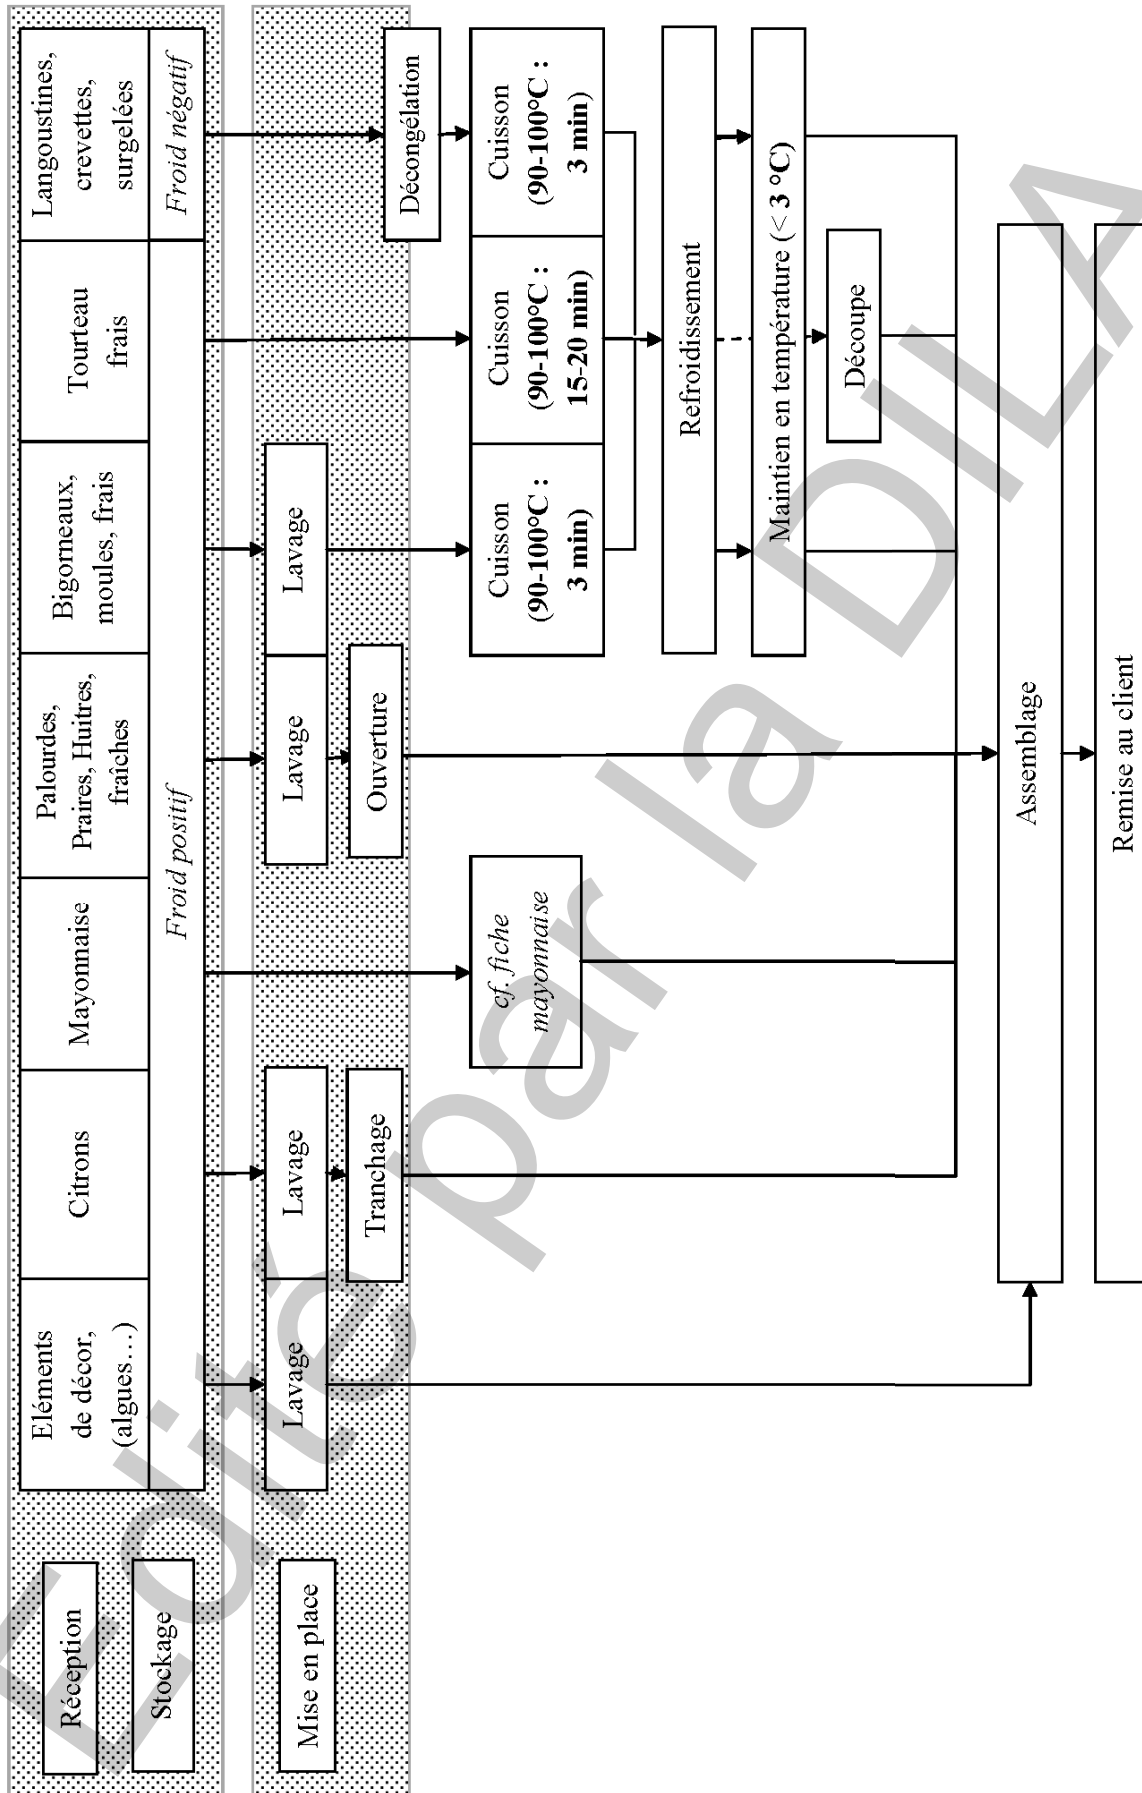 Réception
Eléments
de décor,
(algues…)
Citrons
Mayonnaise
Palourdes,
Praires, Huitres,
fraîches
Bigorneaux,
moules, frais
Tourteau
frais
Langoustines,
crevettes,
surgelées
Stockage
Froid positif
Froid négatif
Mise en place
Lavage
Lavage
Lavage
Lavage
Tranchage
Ouverture
Décongélation
cf. fiche
mayonnaise
Cuisson
(90-100°C :
3 min)
Cuisson
(90-100°C :
15-20 min)
Cuisson
(90-100°C :
3 min)
Refroidissement
Maintien en température (< 3 °C)
Découpe
Assemblage
Remise au client
Edité par la DILA